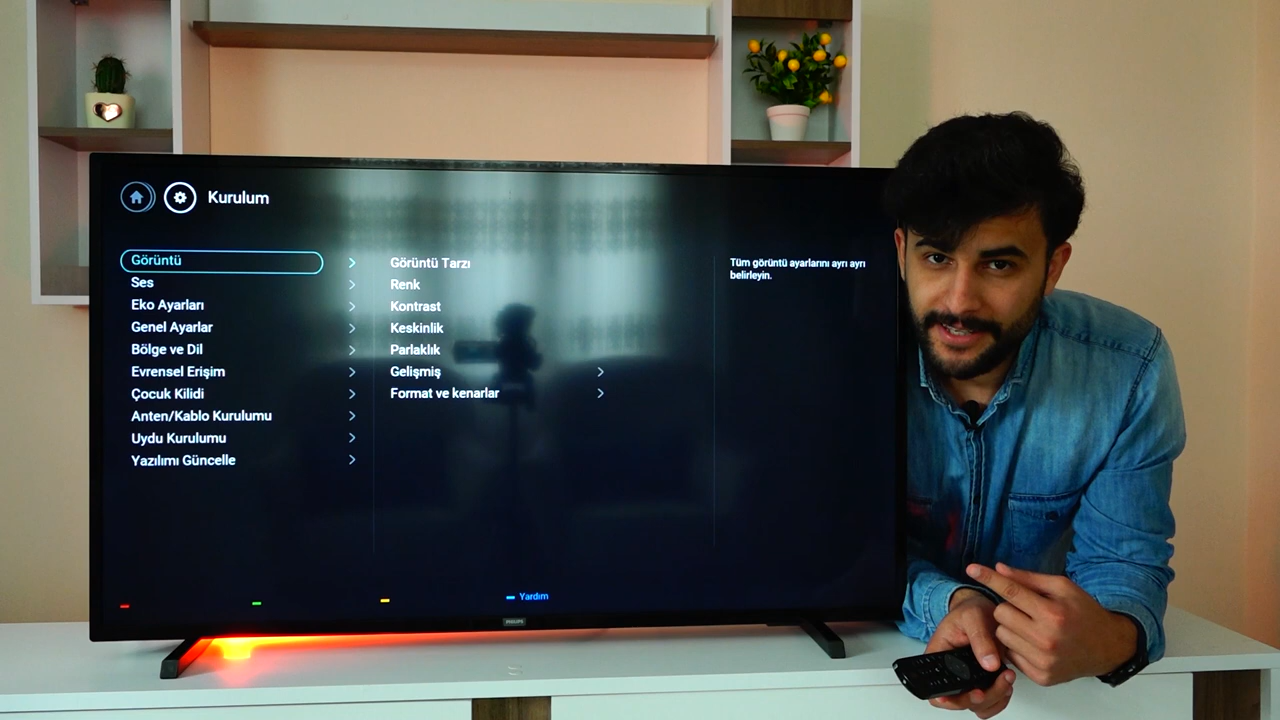 Kurulum
Görüntü
Ses
Eko Ayarları
Genel Ayarlar
Bölge ve Dil
Evrensel Erişim
Çocuk Kilidi
Anten/Kablo Kurulumu
Uydu Kurulumu
Yazılımı Güncelle
Görüntü Tarzı
Renk
Kontrast
Keskinlik
Parlaklık
Gelişmiş
Format ve kenarlar
Tüm görüntü ayarlarını ayrı ayrı
belirleyin.
Yardım
PHILIPS